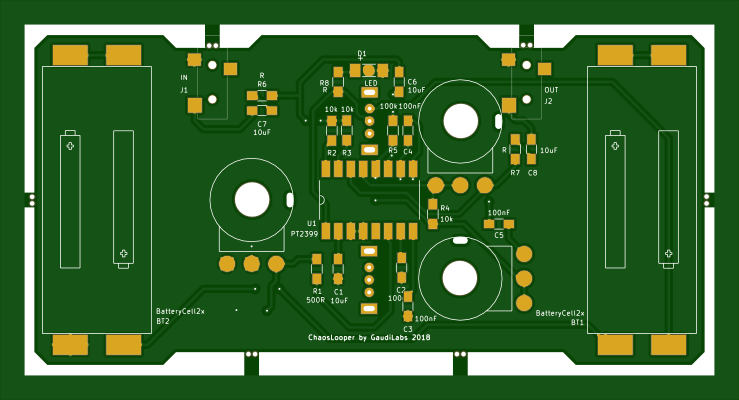 D1
IN
R
R6
R8
R
LED
C6
10uF
OUT
J1
J2
10k 10k
100k 100nF
C7
10uF
R2 R3
R5 C4
R
R7 C8
10uF
R4
10k
100nF
C5
U1
PT2399
R1
500R
C1
10uF
C2
100
C3
100nF
BatteryCell2x
BT2
BatteryCell2x
BT1
ChaosLooper by GaudiLabs 2018